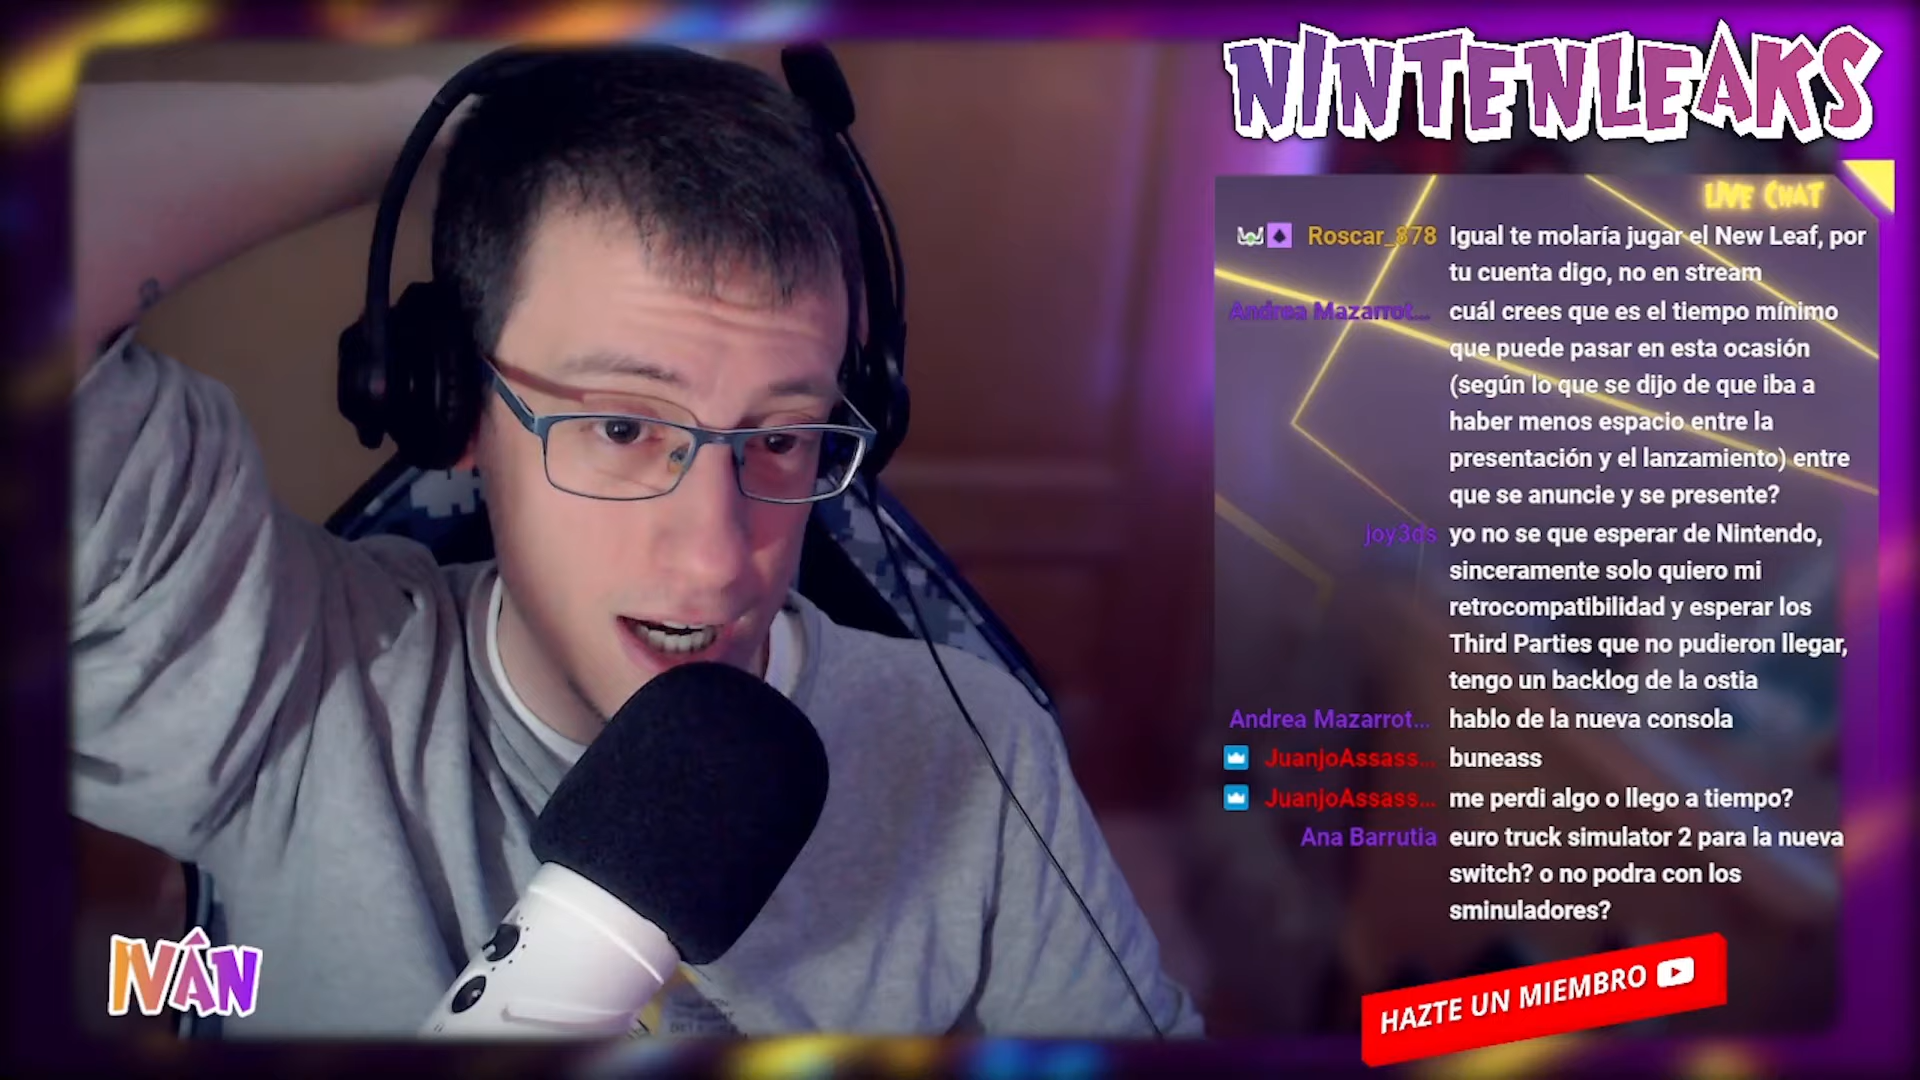 NINTENLEAKS
LIVE CHAT
Roscar_878 Igual te molaría jugar el New Leaf, por
tu cuenta digo, no en stream
Andrea Mazarrot... cuál crees que es el tiempo mínimo
que puede pasar en esta ocasión
(según lo que se dijo de que iba a
haber menos espacio entre la
presentación y el lanzamiento) entre
que se anuncie y se presente?
joy3ds yo no se que esperar de Nintendo,
sinceramente solo quiero mi
retrocompatibilidad y esperar los
Third Parties que no pudieron llegar,
tengo un backlog de la ostia
Andrea Mazarrot... hablo de la nueva consola
JuanjoAssass... buneass
JuanjoAssass... me perdi algo o llego a tiempo?
Ana Barrutia euro truck simulator 2 para la nueva
switch? o no podra con los
sminuladores?
IVÁN
HAZTE UN MIEMBRO